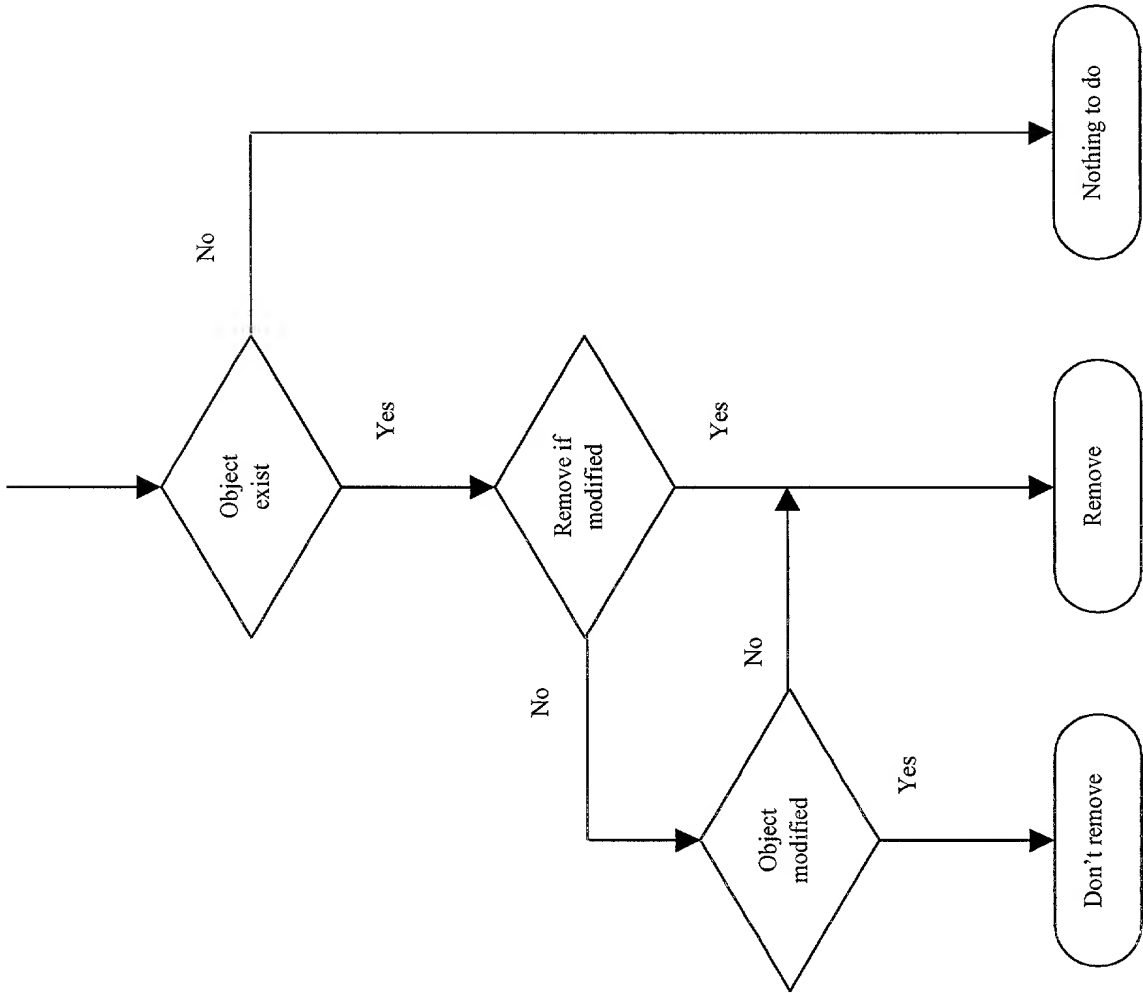 No
Object
exist
Yes
Remove if
modified
Yes
No
No
Object
modified
Yes
Don't remove
Remove
Nothing to do